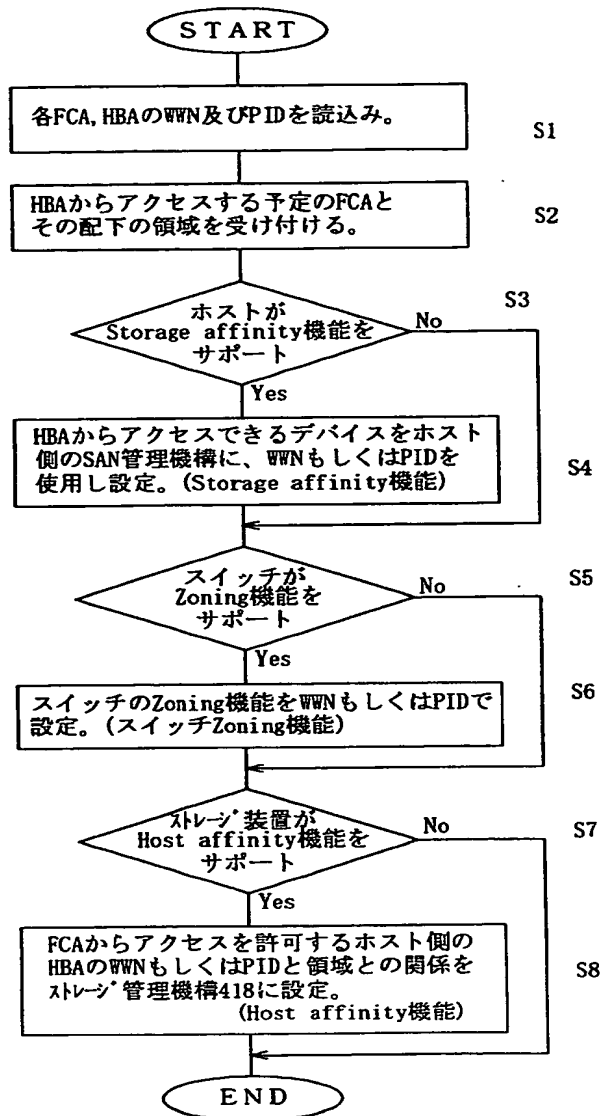 START
各FCA,HBAのWWN及びPIDを読込み。
S1
HBAからアクセスする予定のFCAと
その配下の領域を受け付ける。
S2
S3
ホストが
Storage affinity機能を
サポート
No
Yes
HBAからアクセスできるデバイスをホスト
側のSAN管理機構に、WWNもしくはPIDを
使用し設定。(Storage affinity機能)
S4
スイッチが
Zoning機能を
サポート
No
S5
Yes
スイッチのZoning機能をWWNもしくはPIDで
設定。(スイッチZoning機能)
S6
ストレージ装置が
Host affinity機能を
サポート
No
S7
Yes
FCAからアクセスを許可するホスト側の
HBAのWWNもしくはPIDと領域との関係を
ストレージ管理機構418に設定。
(Host affinity機能)
S8
END